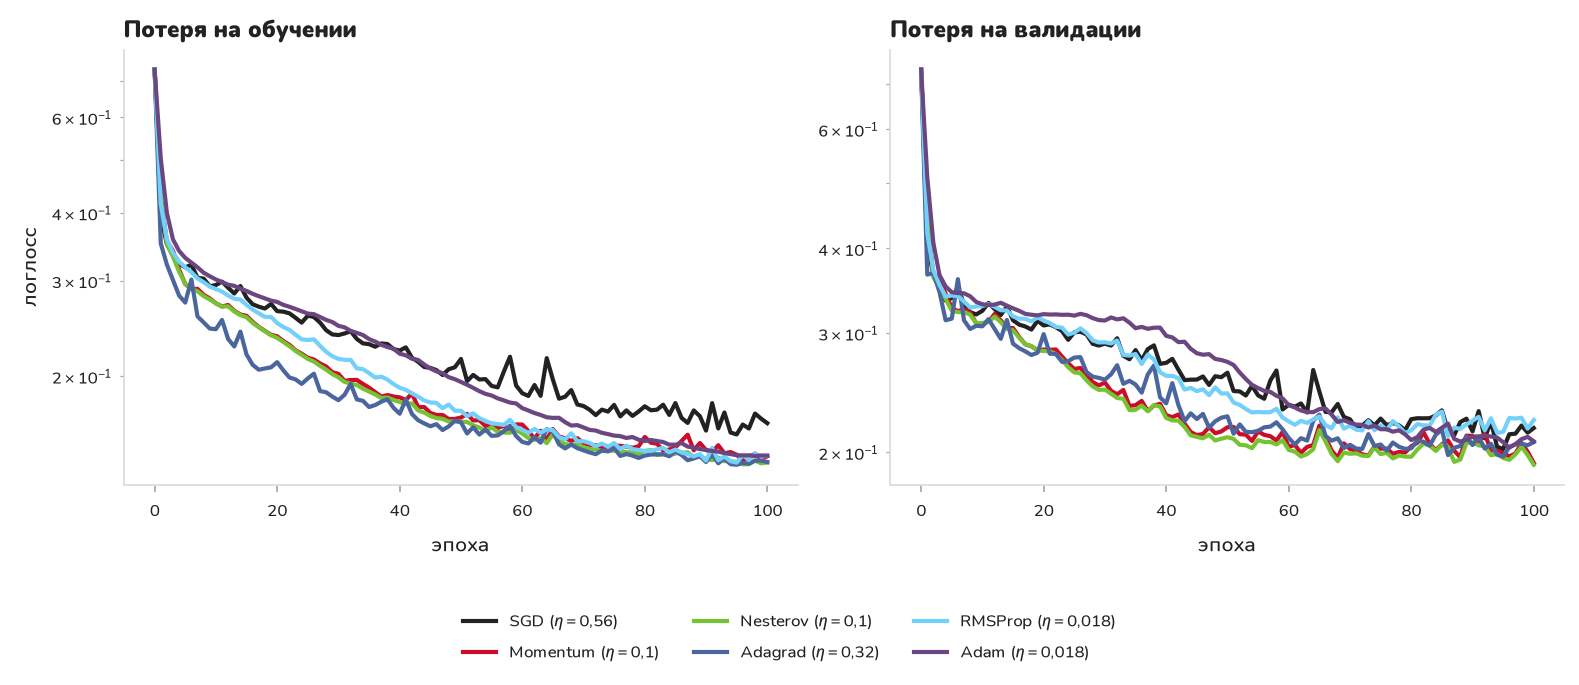 Потеря на обучении
логлосс
6 × 10⁻¹
4 × 10⁻¹
3 × 10⁻¹
2 × 10⁻¹
0 20 40 60 80 100
эпоха
Потеря на валидации
6 × 10⁻¹
4 × 10⁻¹
3 × 10⁻¹
2 × 10⁻¹
0 20 40 60 80 100
эпоха
SGD (η = 0,56)
Momentum (η = 0,1)
Nesterov (η = 0,1)
Adagrad (η = 0,32)
RMSProp (η = 0,018)
Adam (η = 0,018)